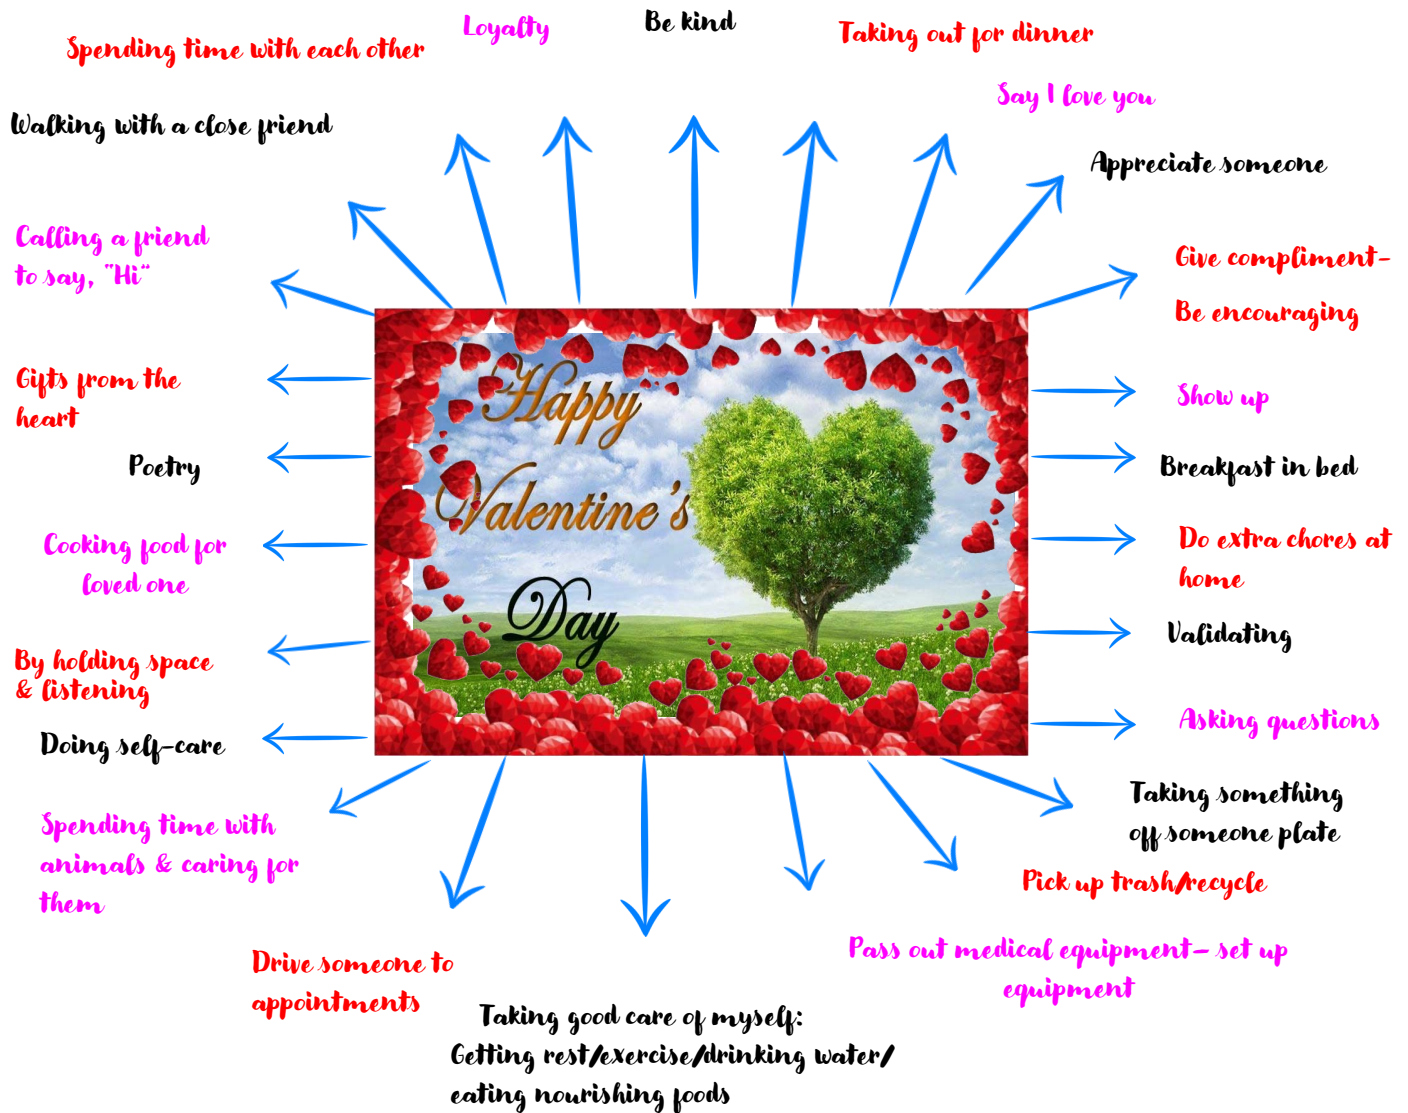 Loyalty
Be kind
Taking out for dinner
Spending time with each other
Say I love you
Walking with a close friend
Appreciate someone
Calling a friend
to say, "Hi"
Give compliment-
Be encouraging
Gifts from the
heart
Show up
Poetry
Breakfast in bed
Happy
Valentine's
Day
Cooking food for
loved one
Do extra chores at
home
By holding space
& listening
Validating
Doing self-care
Asking questions
Spending time with
animals & caring for
them
Taking something
off someone plate
Pick up trash/recycle
Drive someone to
appointments
Pass out medical equipment- set up
equipment
Taking good care of myself:
Getting rest/exercise/drinking water/
eating nourishing foods